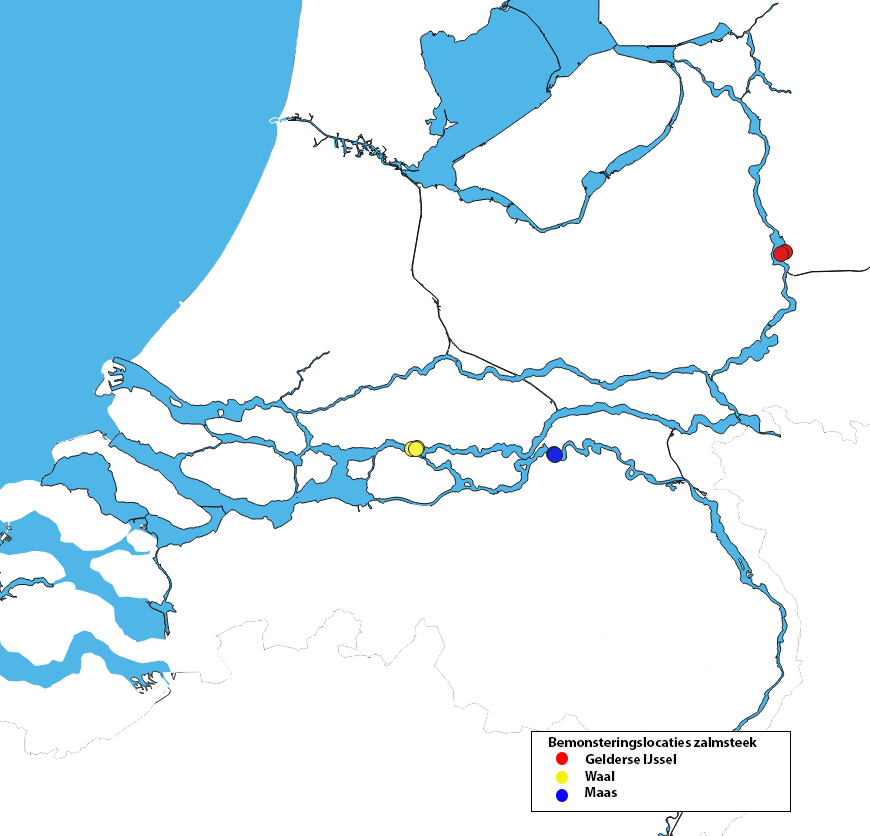 Bemonsteringslocaties zalmsteek
Gelderse IJssel
Waal
Maas